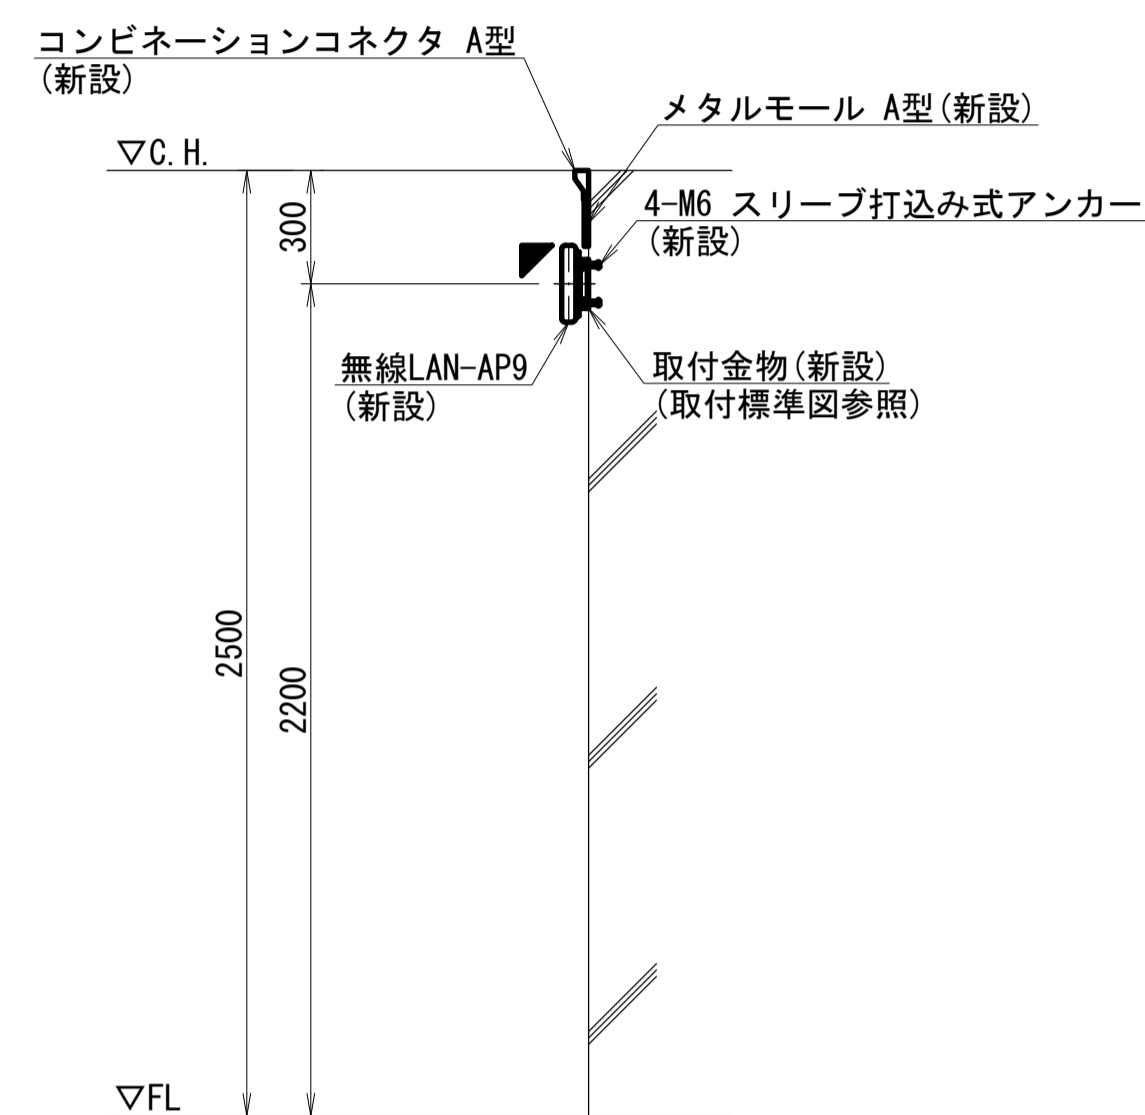 コンビネーションコネクタ A型
(新設)
メタルモール A型(新設)
▽C.H.
4-M6 スリーブ打込み式アンカー
(新設)
300
無線LAN-AP9
(新設)
取付金物(新設)
(取付標準図参照)
2500
2200
▽FL